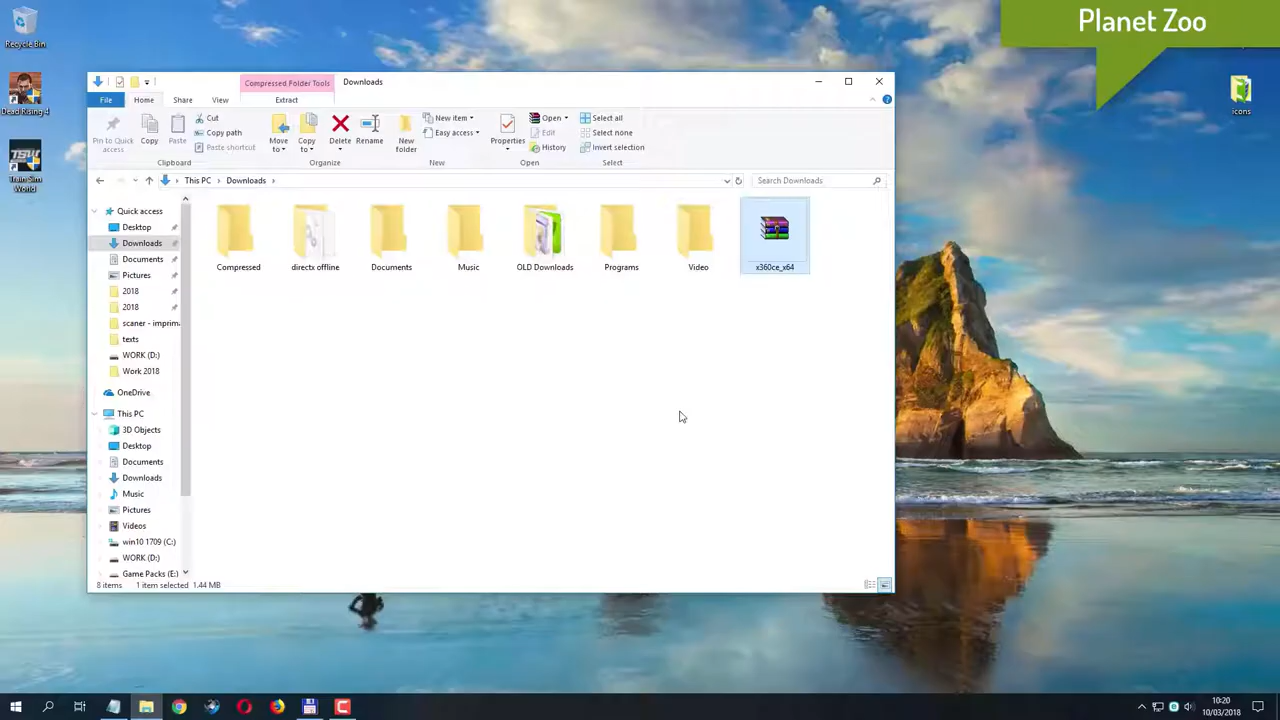 Planet Zoo
Recycle Bin
Dead Rising 4
Train Sim
World
icons
Compressed Folder Tools
Downloads
File
Home
Share
View
Extract
Pin to Quick
access
Copy
Paste
Cut
Copy path
Paste shortcut
Clipboard
Move
to
Copy
to
Delete
Rename
Organize
New
folder
New item
Easy access
New
Properties
Open
Edit
History
Open
Select all
Select none
Invert selection
Select
This PC > Downloads >
Search Downloads
Quick access
Desktop
Downloads
Documents
Pictures
2018
2018
scaner - imprim
texts
WORK (D:)
Work 2018
OneDrive
This PC
3D Objects
Desktop
Documents
Downloads
Music
Pictures
Videos
win10 1709 (C:)
WORK (D:)
Game Packs (E:)
Compressed
directx offline
Documents
Music
OLD Downloads
Programs
Video
x360ce_x64
8 items
1 item selected 1.44 MB
10:20
10/03/2018